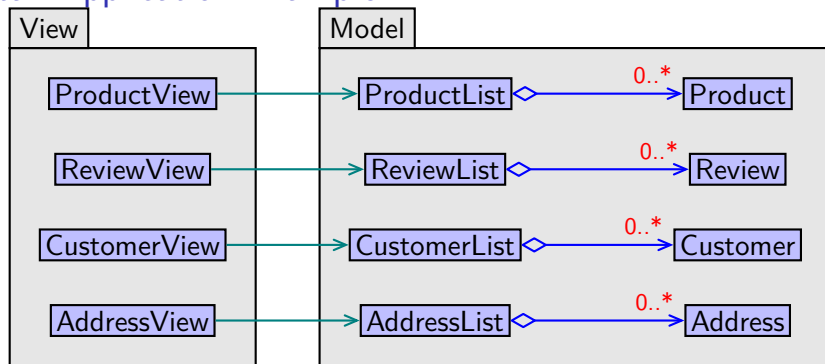 View Model
0..*
ProductView ProductList Product
0..*
ReviewView ReviewList Review
0..*
CustomerView CustomerList Customer
0..*
AddressView AddressList Address